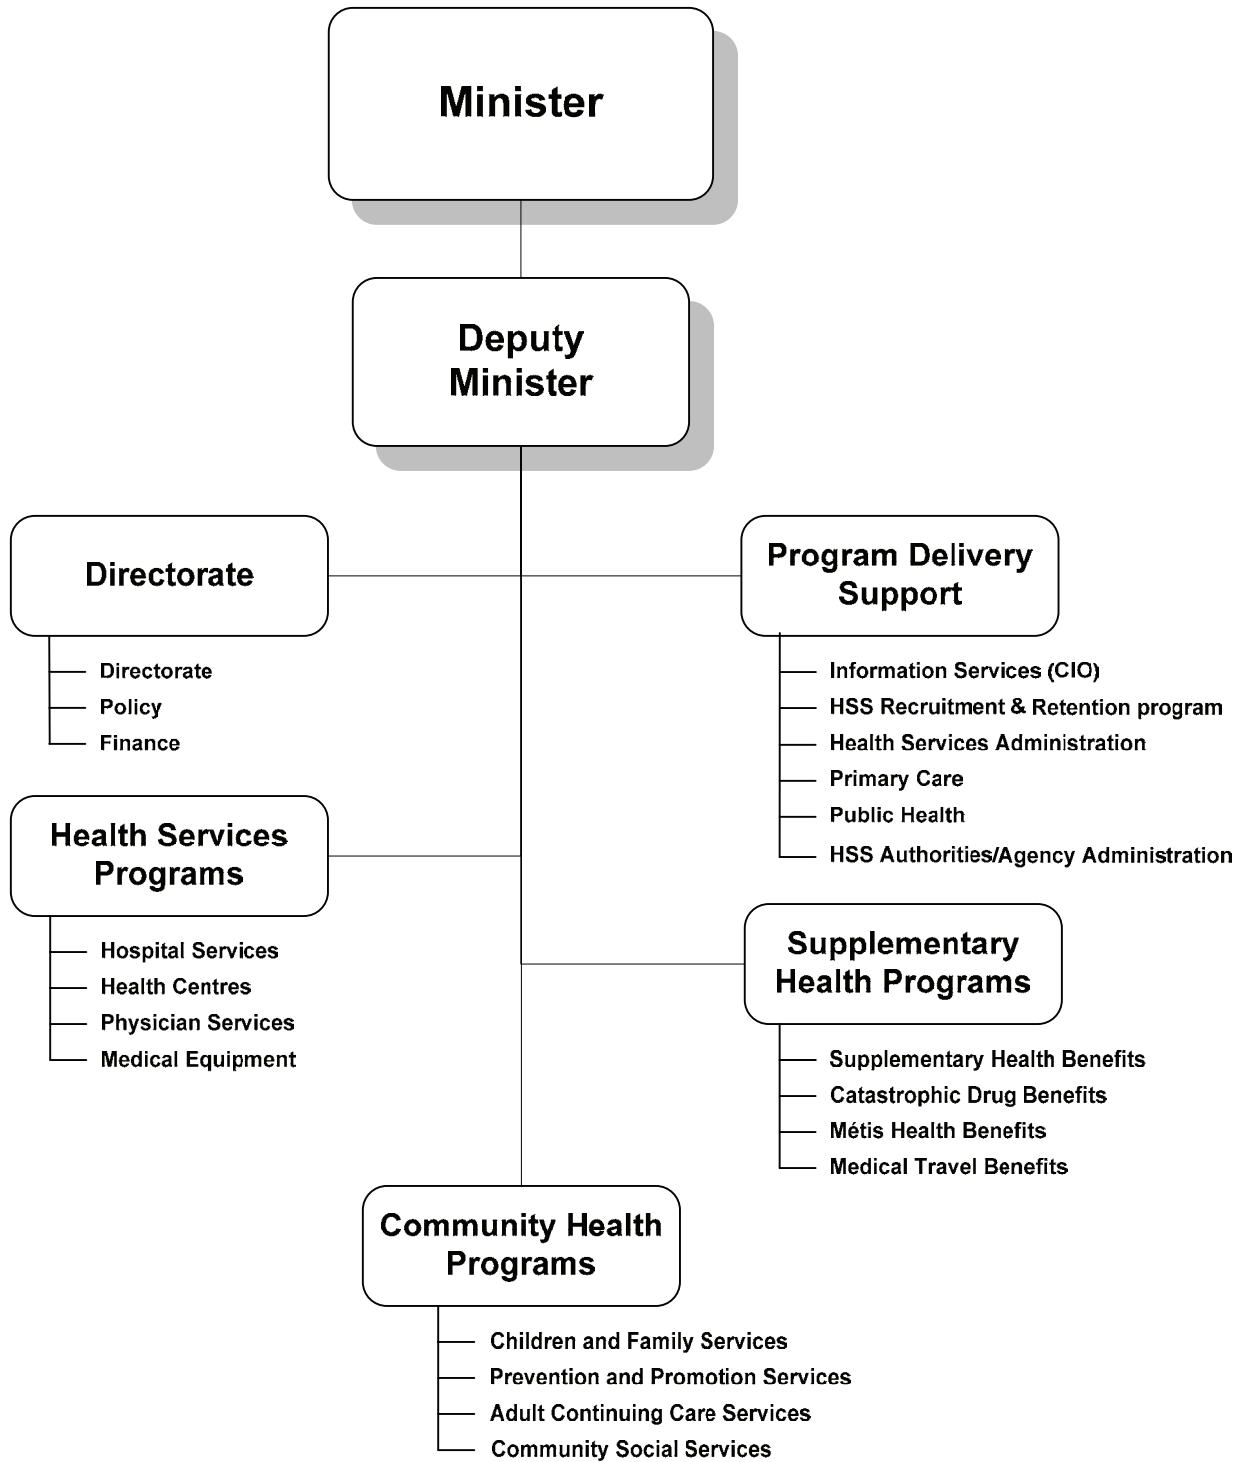 Minister
Deputy
Minister
Directorate
Directorate
Policy
Finance
Program Delivery
Support
Information Services (CIO)
HSS Recruitment & Retention program
Health Services Administration
Primary Care
Public Health
HSS Authorities/Agency Administration
Health Services
Programs
Hospital Services
Health Centres
Physician Services
Medical Equipment
Supplementary
Health Programs
Supplementary Health Benefits
Catastrophic Drug Benefits
Métis Health Benefits
Medical Travel Benefits
Community Health
Programs
Children and Family Services
Prevention and Promotion Services
Adult Continuing Care Services
Community Social Services